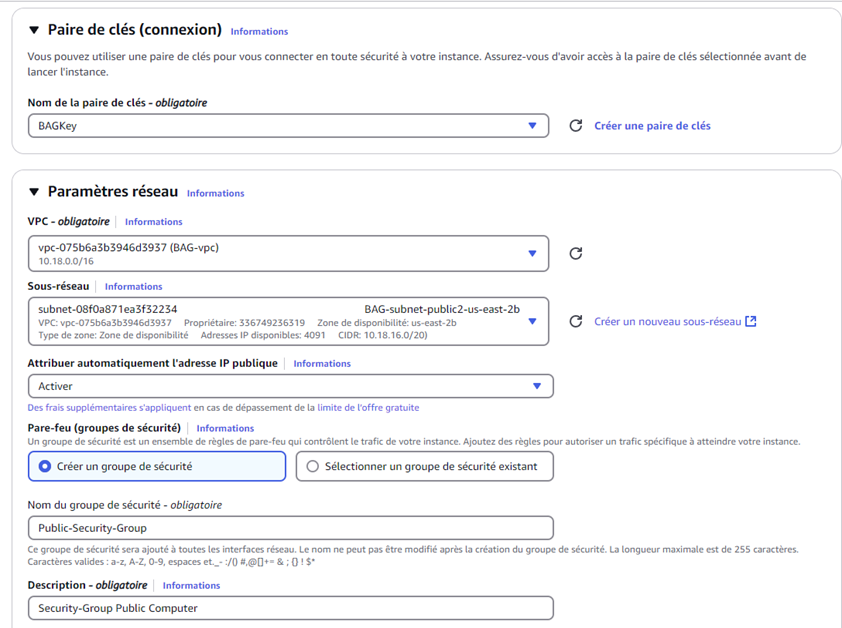 Paire de clés (connexion) Informations
Vous pouvez utiliser une paire de clés pour vous connecter en toute sécurité à votre instance. Assurez-vous d'avoir accès à la paire de clés sélectionnée avant de
lancer l'instance.
Nom de la paire de clés - obligatoire
BAGKey
Créer une paire de clés
Paramètres réseau Informations
VPC - obligatoire Informations
vpc-075b6a3b3946d3937 (BAG-vpc)
10.18.0.0/16
Sous-réseau Informations
subnet-08f0a871ea3f32234 BAG-subnet-public2-us-east-2b
VPC: vpc-075b6a3b3946d3937 Propriétaire: 336749236319 Zone de disponibilité: us-east-2b
Type de zone: Zone de disponibilité Adresses IP disponibles: 4091 CIDR: 10.18.16.0/20)
Créer un nouveau sous-réseau
Attribuer automatiquement l'adresse IP publique Informations
Activer
Des frais supplémentaires s'appliquent en cas de dépassement de la limite de l'offre gratuite
Pare-feu (groupes de sécurité) Informations
Un groupe de sécurité est un ensemble de règles de pare-feu qui contrôlent le trafic de votre instance. Ajoutez des règles pour autoriser un trafic spécifique à atteindre votre instance.
Créer un groupe de sécurité
Sélectionner un groupe de sécurité existant
Nom du groupe de sécurité - obligatoire
Public-Security-Group
Ce groupe de sécurité sera ajouté à toutes les interfaces réseau. Le nom ne peut pas être modifié après la création du groupe de sécurité. La longueur maximale est de 255 caractères.
Caractères valides : a-z, A-Z, 0-9, espaces et._- :/() #,@[]+= & ; {} ! $*
Description - obligatoire Informations
Security-Group Public Computer